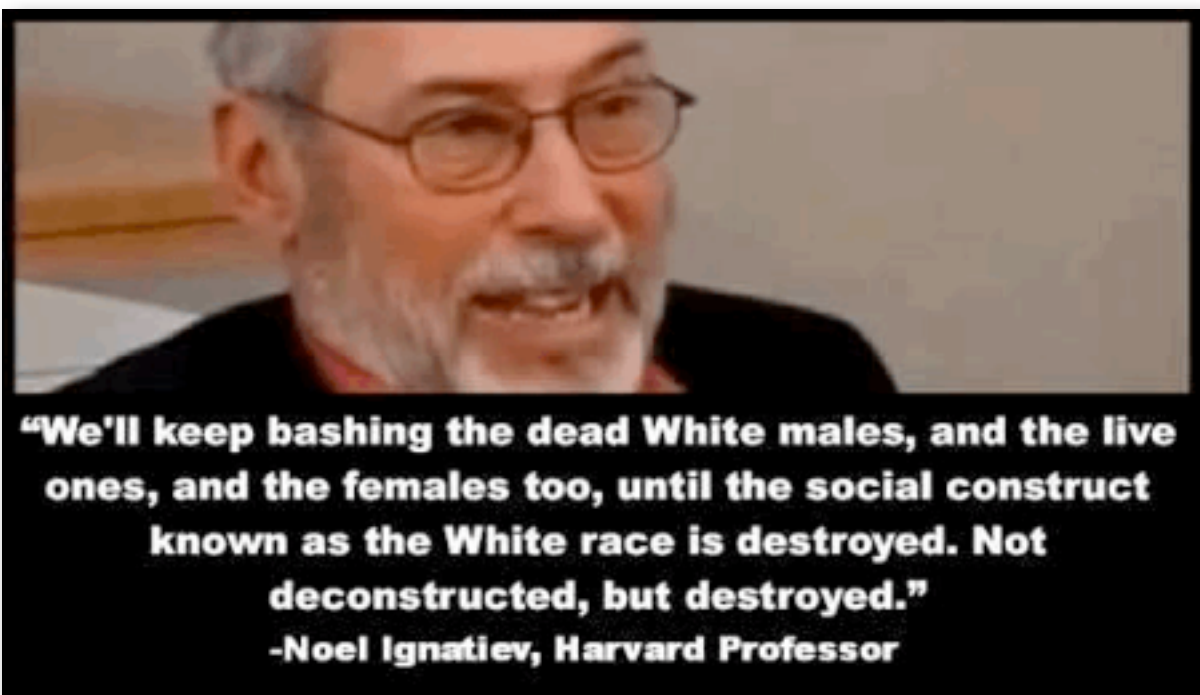 “We'll keep bashing the dead White males, and the live
ones, and the females too, until the social construct
known as the White race is destroyed. Not
deconstructed, but destroyed.”
-Noel Ignatiev, Harvard Professor